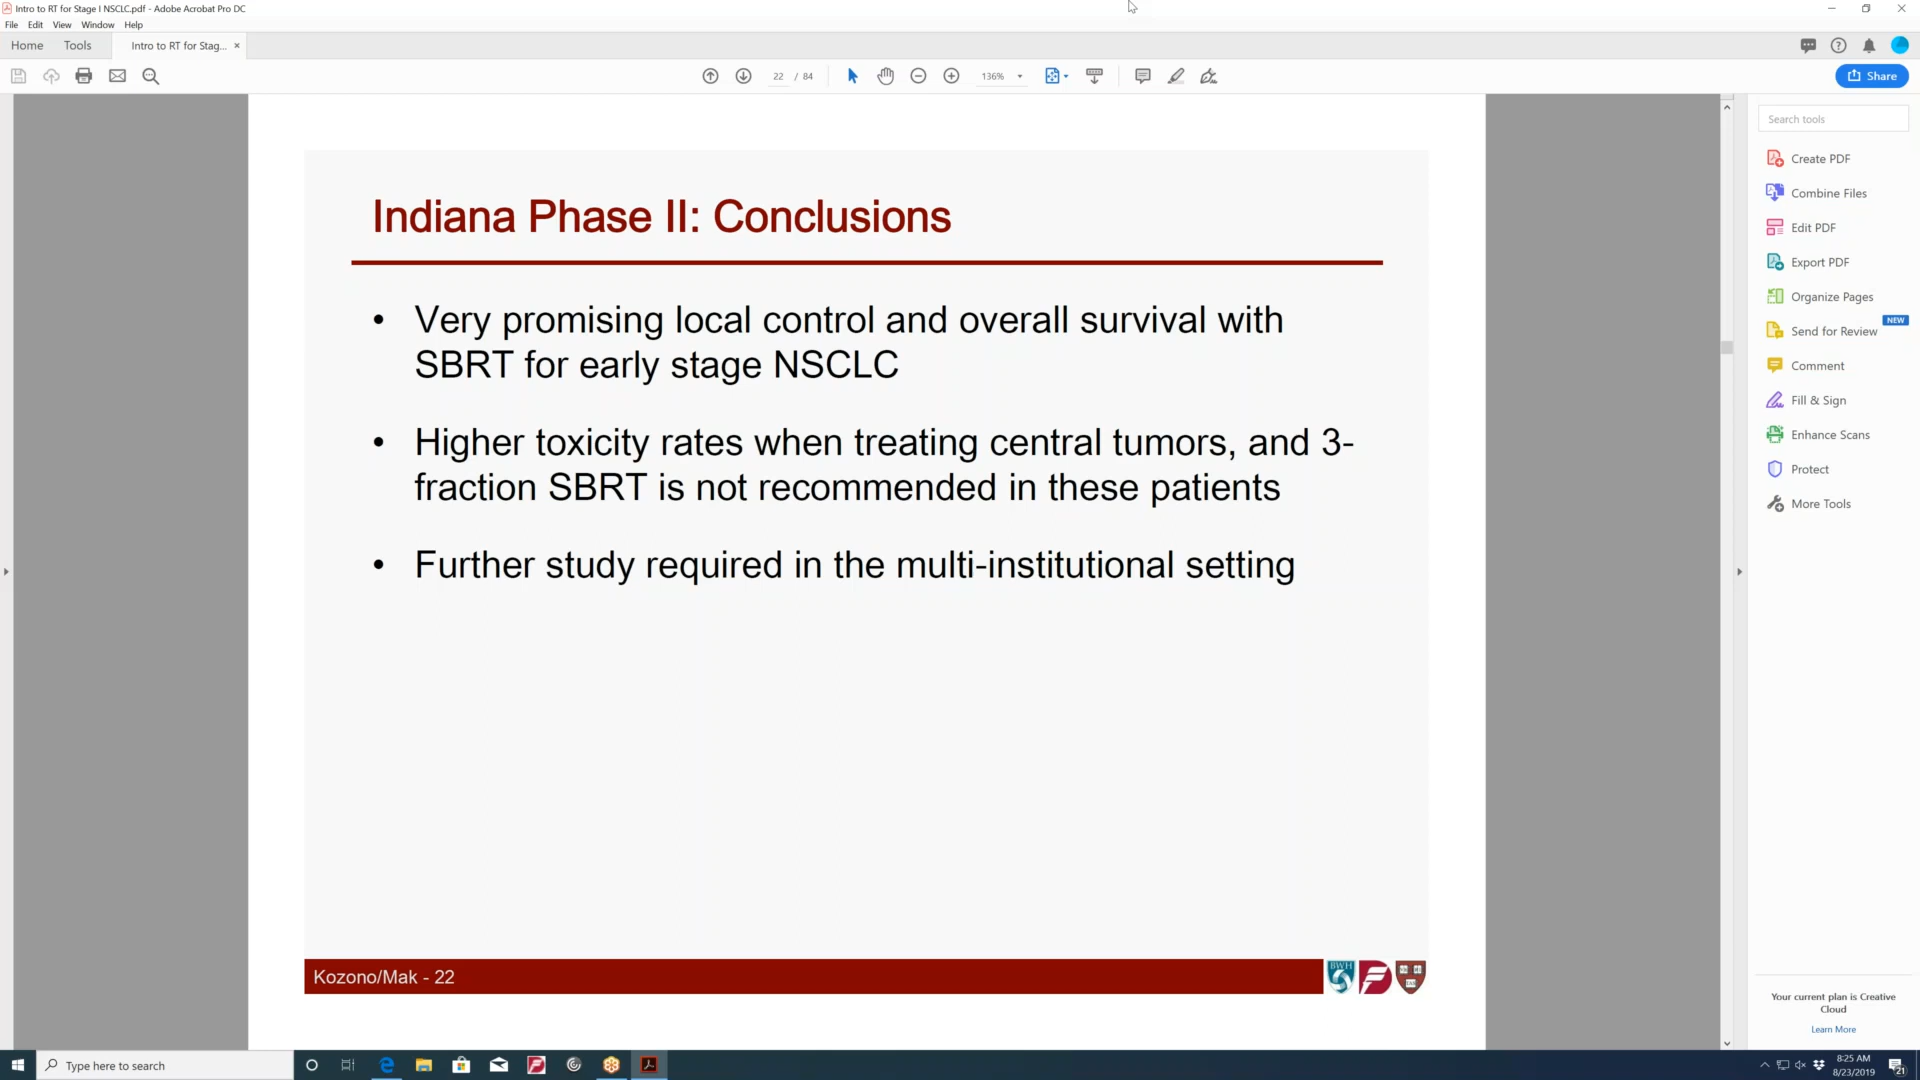 Intro to RT for Stage I NSCLC.pdf - Adobe Acrobat Pro DC
File Edit View Window Help
Home Tools Intro to RT for Stag... ×
22 / 84 136% Share
Search tools
Create PDF
Combine Files
Edit PDF
Export PDF
Organize Pages
NEW
Send for Review
Comment
Fill & Sign
Enhance Scans
Protect
More Tools
Indiana Phase II: Conclusions
• Very promising local control and overall survival with
SBRT for early stage NSCLC
• Higher toxicity rates when treating central tumors, and 3-
fraction SBRT is not recommended in these patients
• Further study required in the multi-institutional setting
Kozono/Mak - 22
BWH
Your current plan is Creative
Cloud
Learn More
Type here to search
8:25 AM
8/23/2019
21